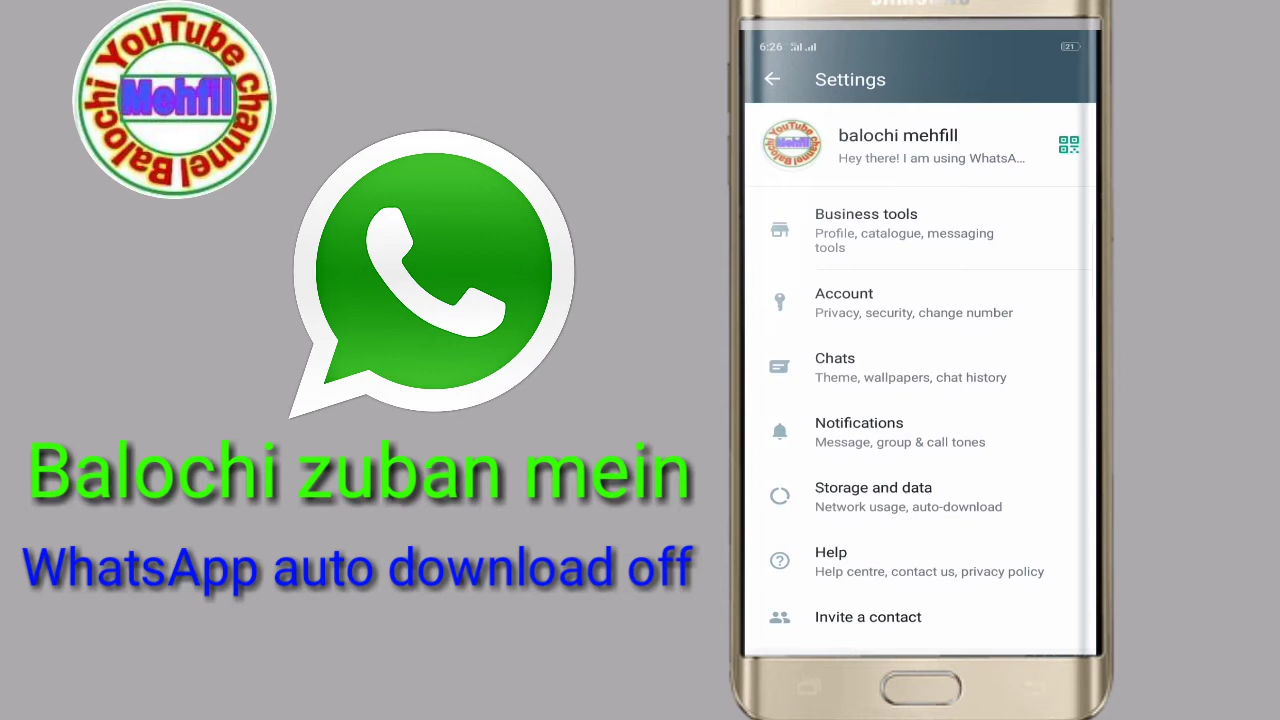 YouTube channel Balochi
Mehfil
Balochi zuban mein
WhatsApp auto download off
SAMSUNG
6:26
21
Settings
balochi mehfill
Hey there! I am using WhatsA...
Business tools
Profile, catalogue, messaging
tools
Account
Privacy, security, change number
Chats
Theme, wallpapers, chat history
Notifications
Message, group & call tones
Storage and data
Network usage, auto-download
Help
Help centre, contact us, privacy policy
Invite a contact